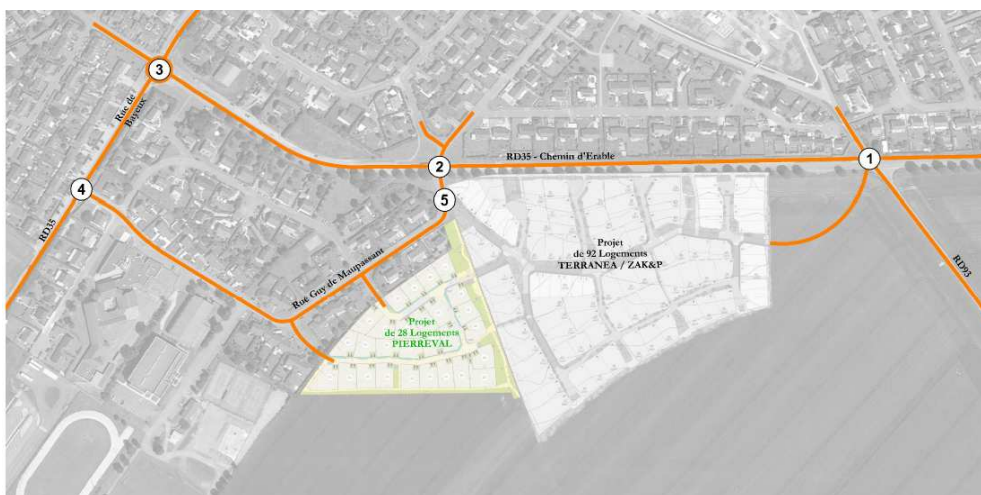 3
Rue de
Bayeux
2
RD35 - Chemin d'Erable
1
4
5
RD35
Rue Guy de Maupassant
Projet
de 92 Logements
TERRANEA / ZAK&P
RD93
Projet
de 28 Logements
PIERREVAL